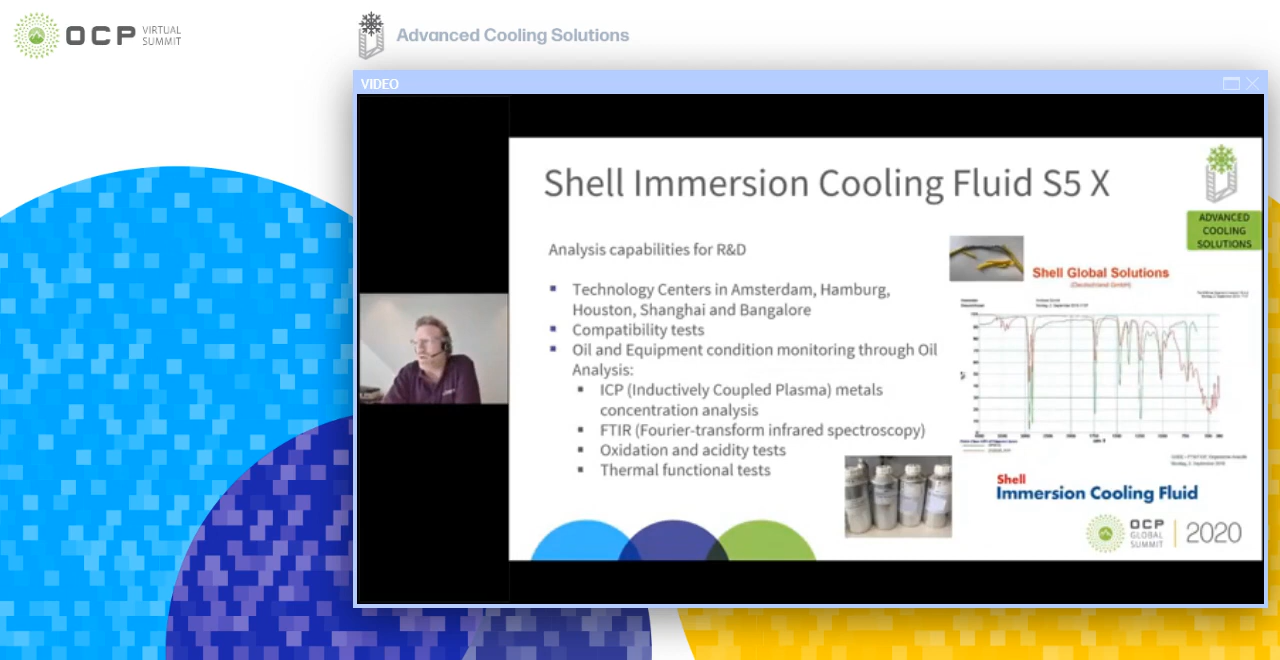 OCP VIRTUAL
SUMMIT
Advanced Cooling Solutions
VIDEO
Shell Immersion Cooling Fluid S5 X
ADVANCED
COOLING
SOLUTIONS
Analysis capabilities for R&D
Technology Centers in Amsterdam, Hamburg,
Houston, Shanghai and Bangalore
Compatibility tests
Oil and Equipment condition monitoring through Oil
Analysis:
ICP (Inductively Coupled Plasma) metals
concentration analysis
FTIR (Fourier-transform infrared spectroscopy)
Oxidation and acidity tests
Thermal functional tests
Shell Global Solutions
(Deutschland GmbH)
Shell
Immersion Cooling Fluid
OCP
GLOBAL
SUMMIT
2020